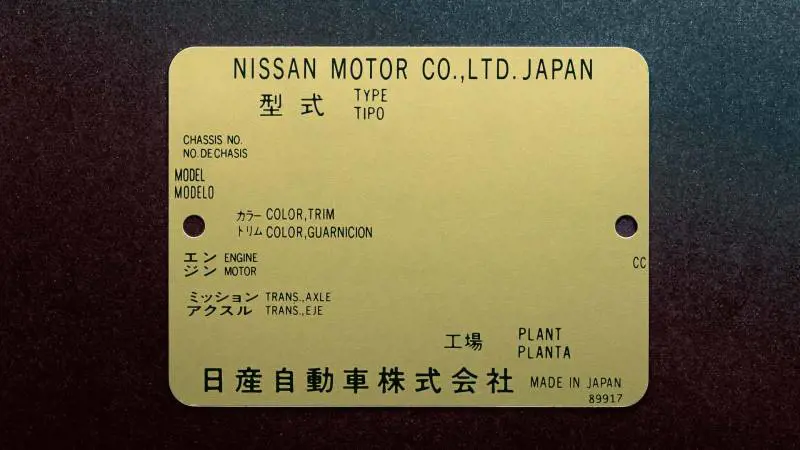 NISSAN MOTOR CO.,LTD. JAPAN
型式 TYPE
TIPO
CHASSIS NO.
NO. DE CHASIS
MODEL
MODELO
カラー COLOR,TRIM
トリム COLOR,GUARNICION
エン ENGINE
ジン MOTOR
CC
ミッション TRANS.,AXLE
アクスル TRANS.,EJE
工場 PLANT
PLANTA
日産自動車株式会社 MADE IN JAPAN
89917